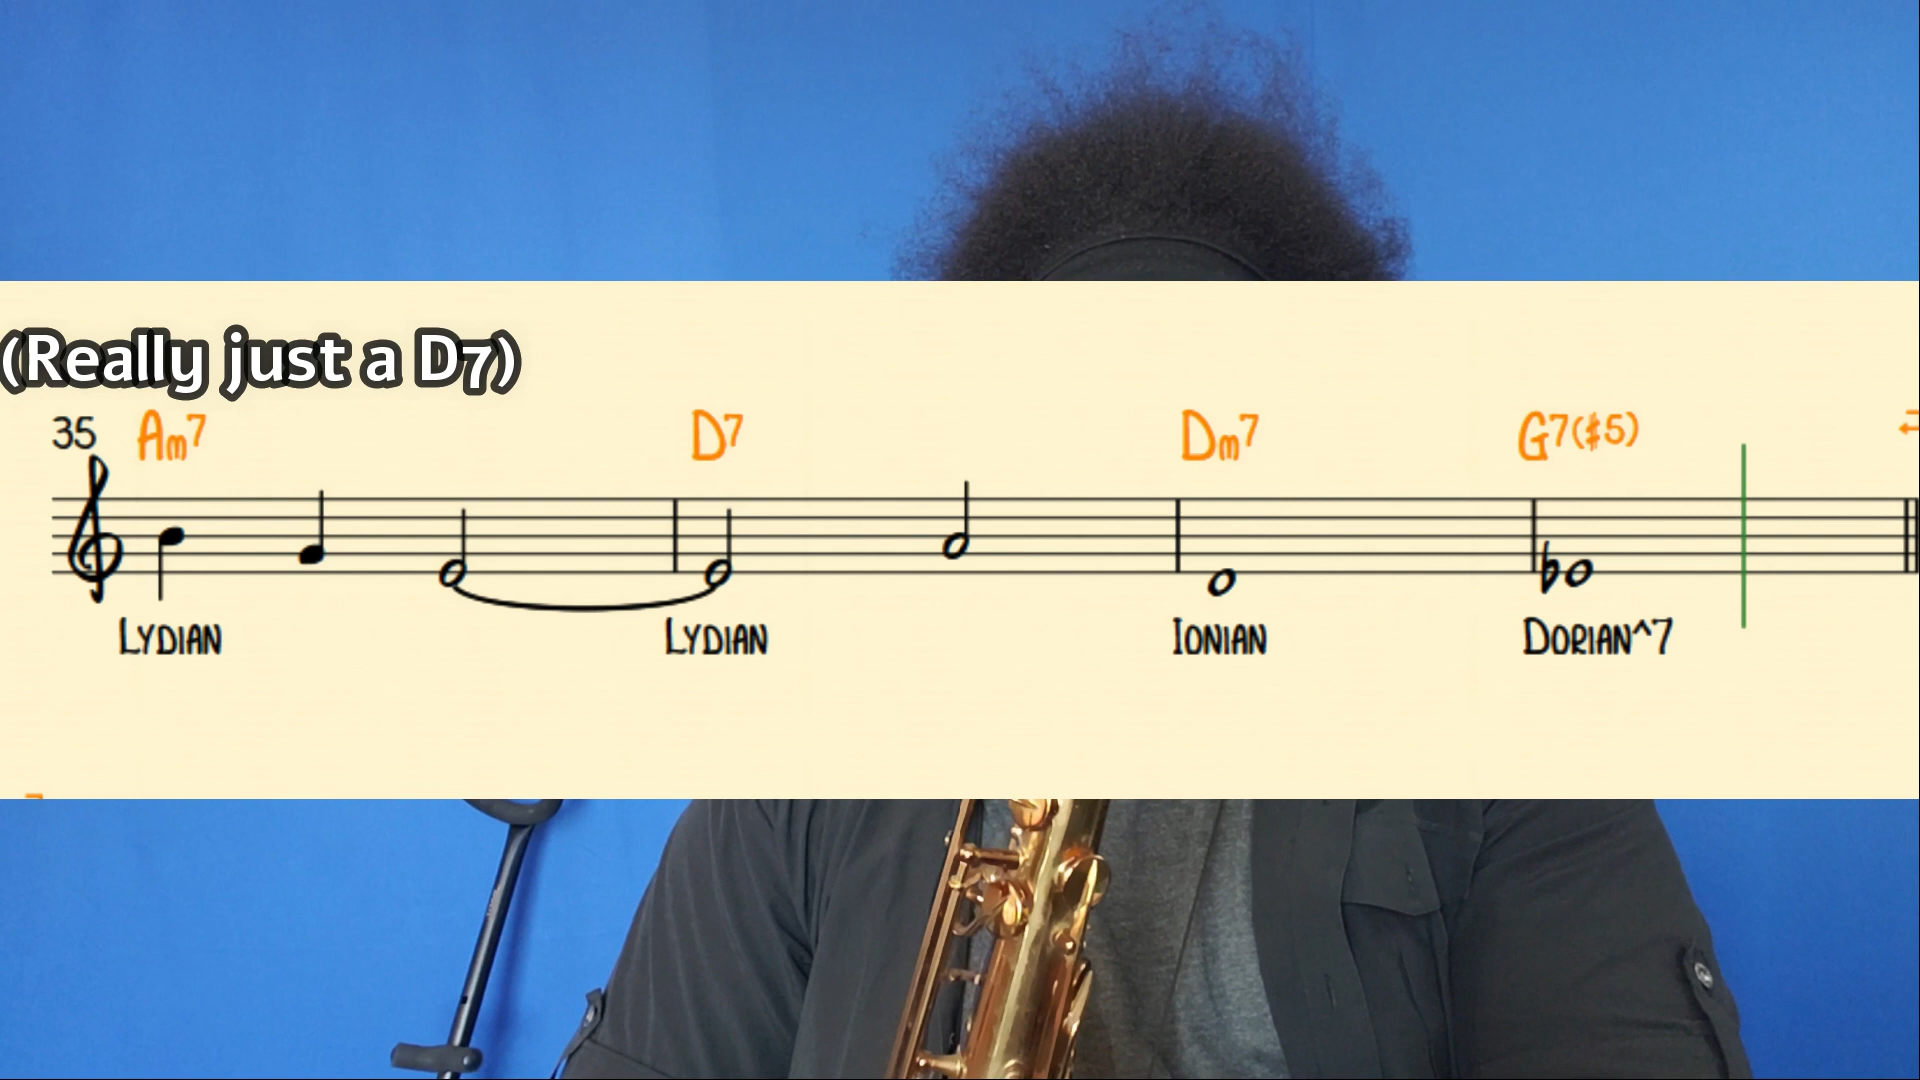 (Really just a D7)
35 Am7 D7 Dm7 G7(♯5)
Lydian Lydian Ionian Dorian^7